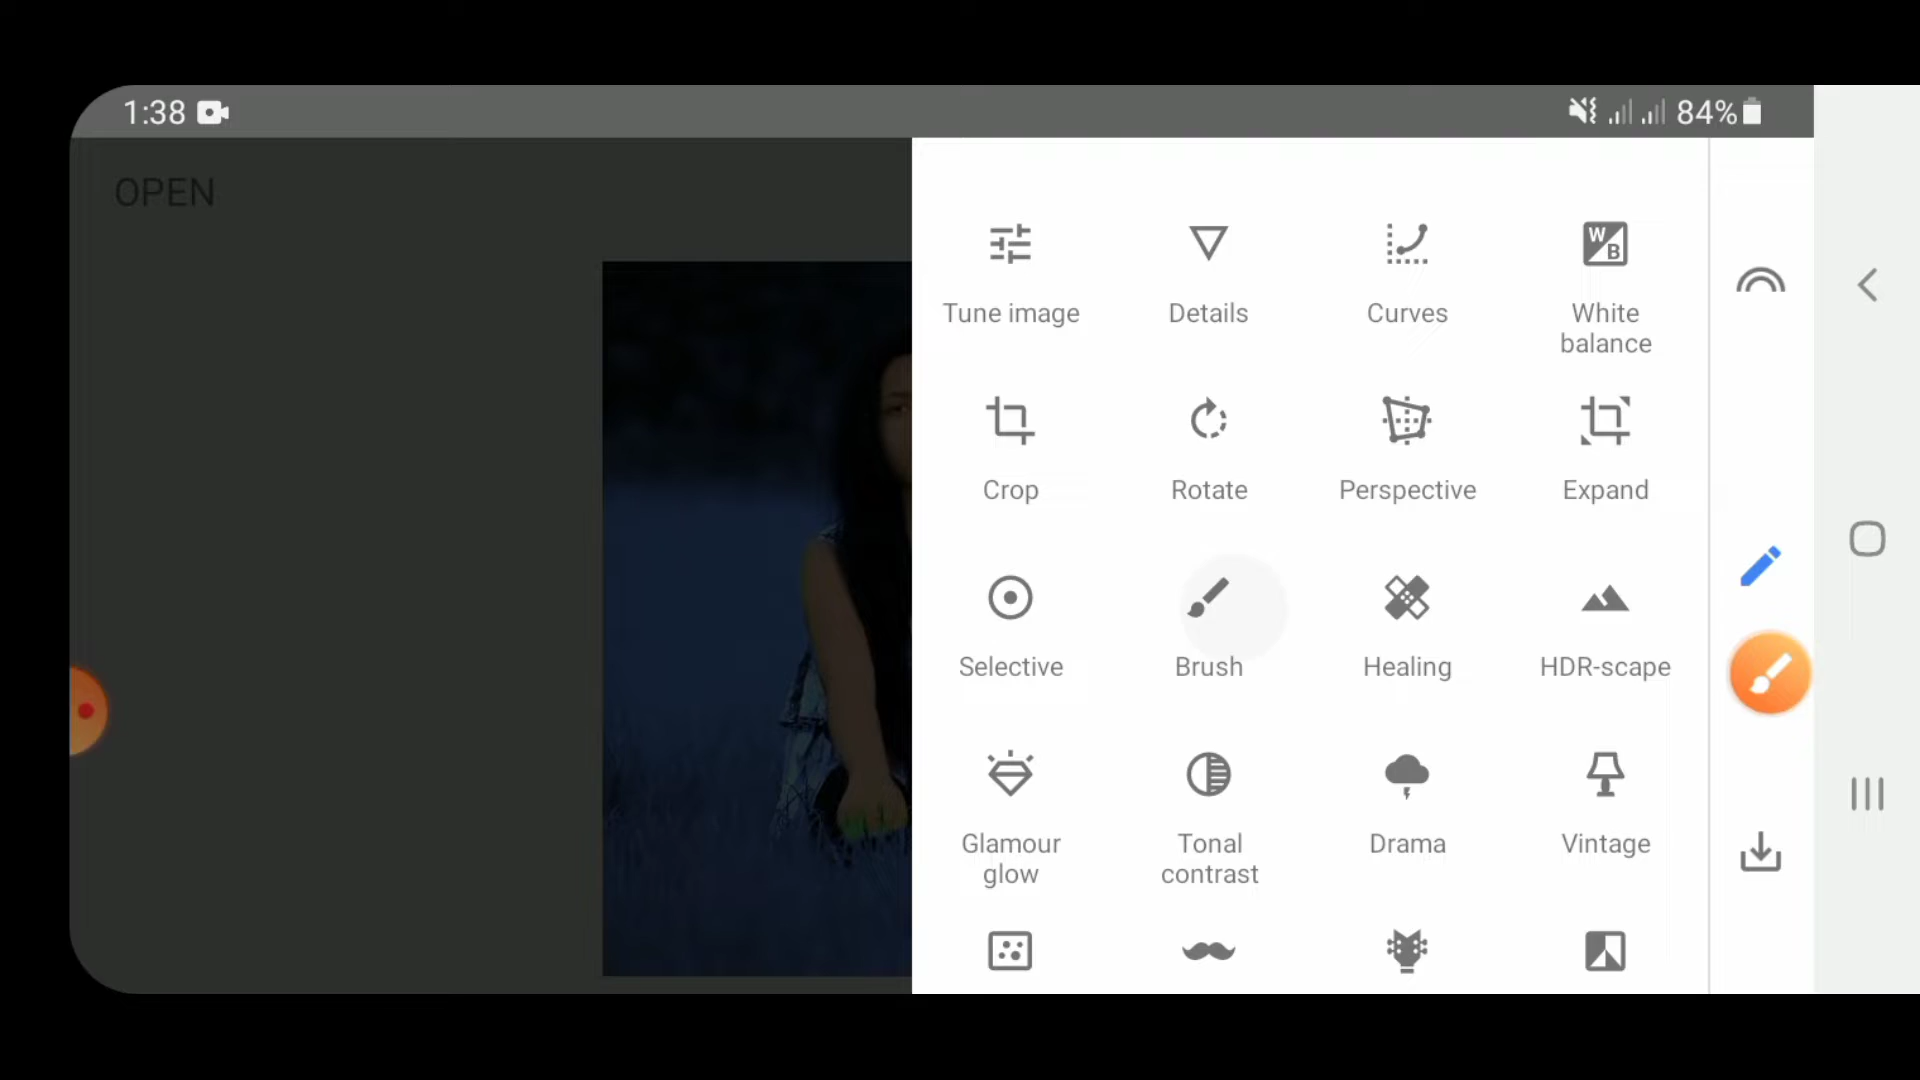 1:38
84%
OPEN
Tune image
Details
Curves
W
B
White
balance
Crop
Rotate
Perspective
Expand
Selective
Brush
Healing
HDR-scape
Glamour
glow
Tonal
contrast
Drama
Vintage